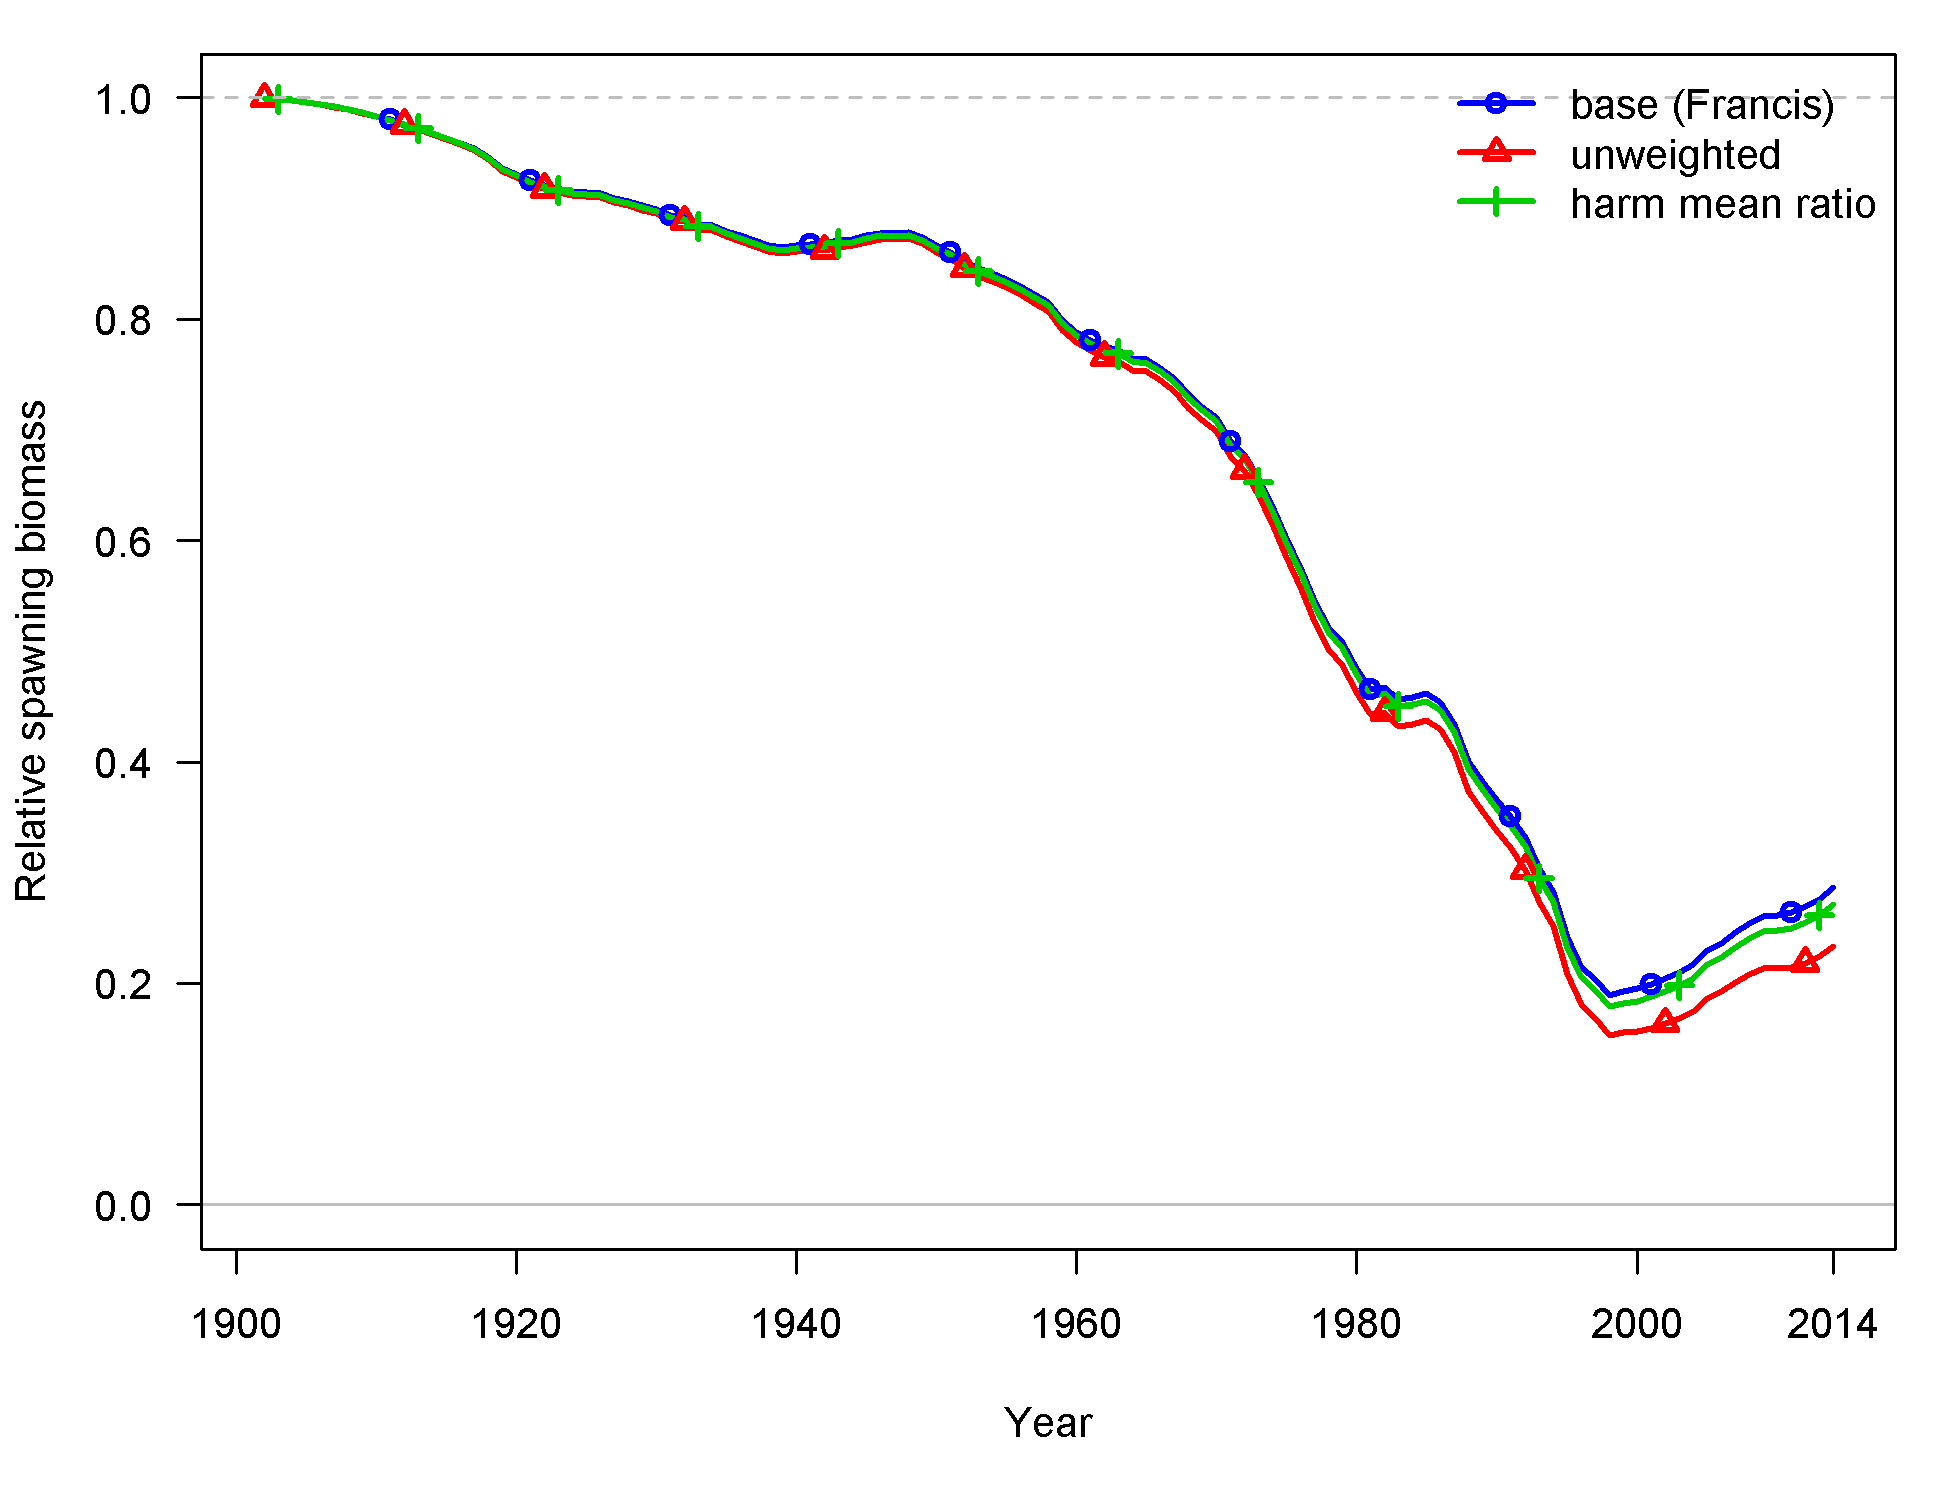 base (Francis)
unweighted
harm mean ratio
Relative spawning biomass
1.0
0.8
0.6
0.4
0.2
0.0
1900 1920 1940 1960 1980 2000 2014
Year